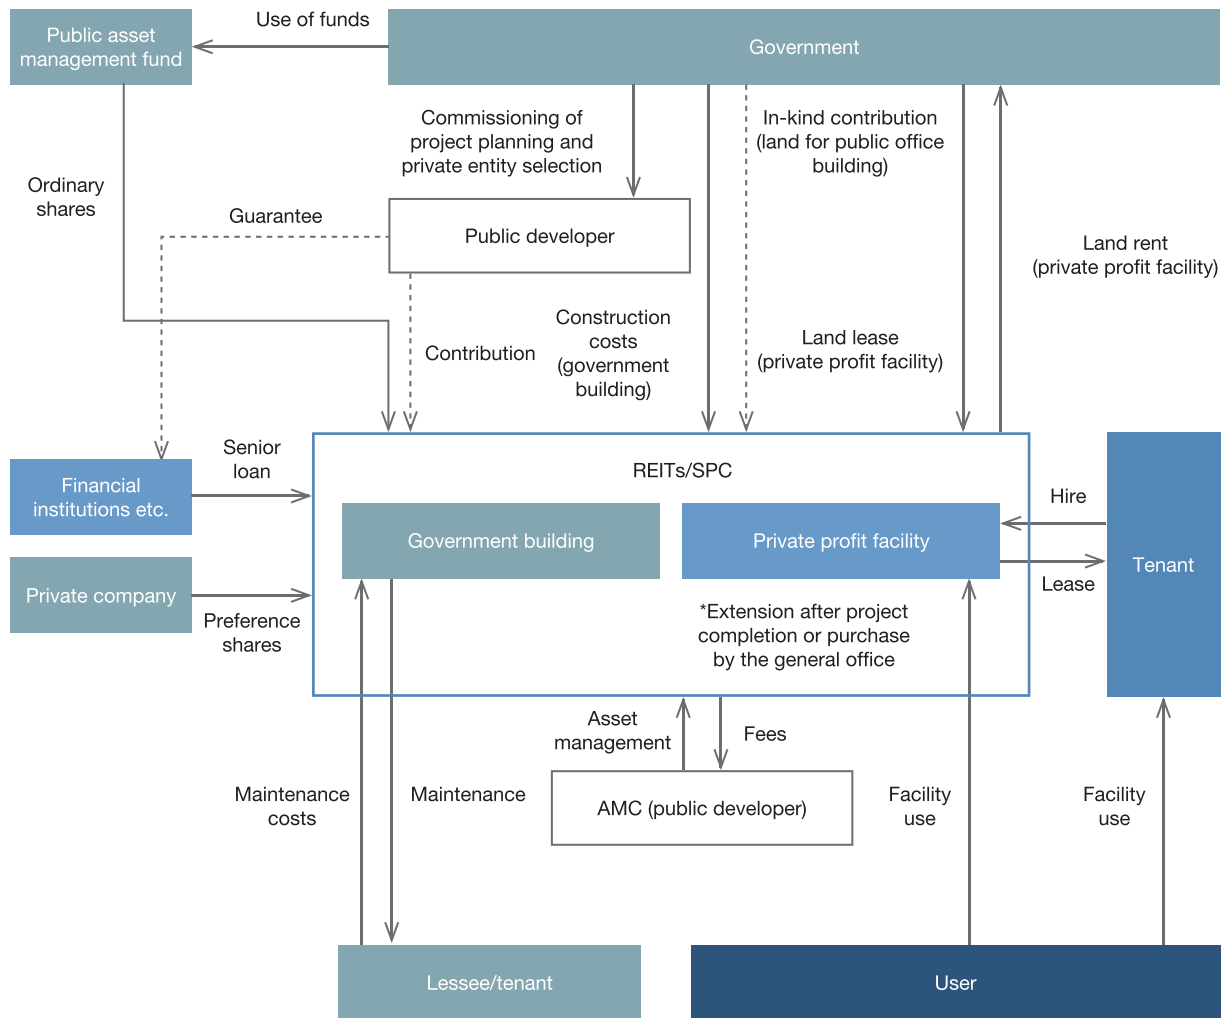 Public asset
management fund
Use of funds
Government
Commissioning of
project planning and
private entity selection
In-kind contribution
(land for public office
building)
Ordinary
shares
Guarantee
Public developer
Land rent
(private profit facility)
Construction
costs
(government
building)
Contribution
Land lease
(private profit facility)
Senior
loan
REITs/SPC
Financial
institutions etc.
Hire
Government building
Private profit facility
Tenant
Lease
Private company
Preference
shares
*Extension after project
completion or purchase
by the general office
Asset
management
Fees
Maintenance
costs
Maintenance
AMC (public developer)
Facility
use
Facility
use
Lessee/tenant
User